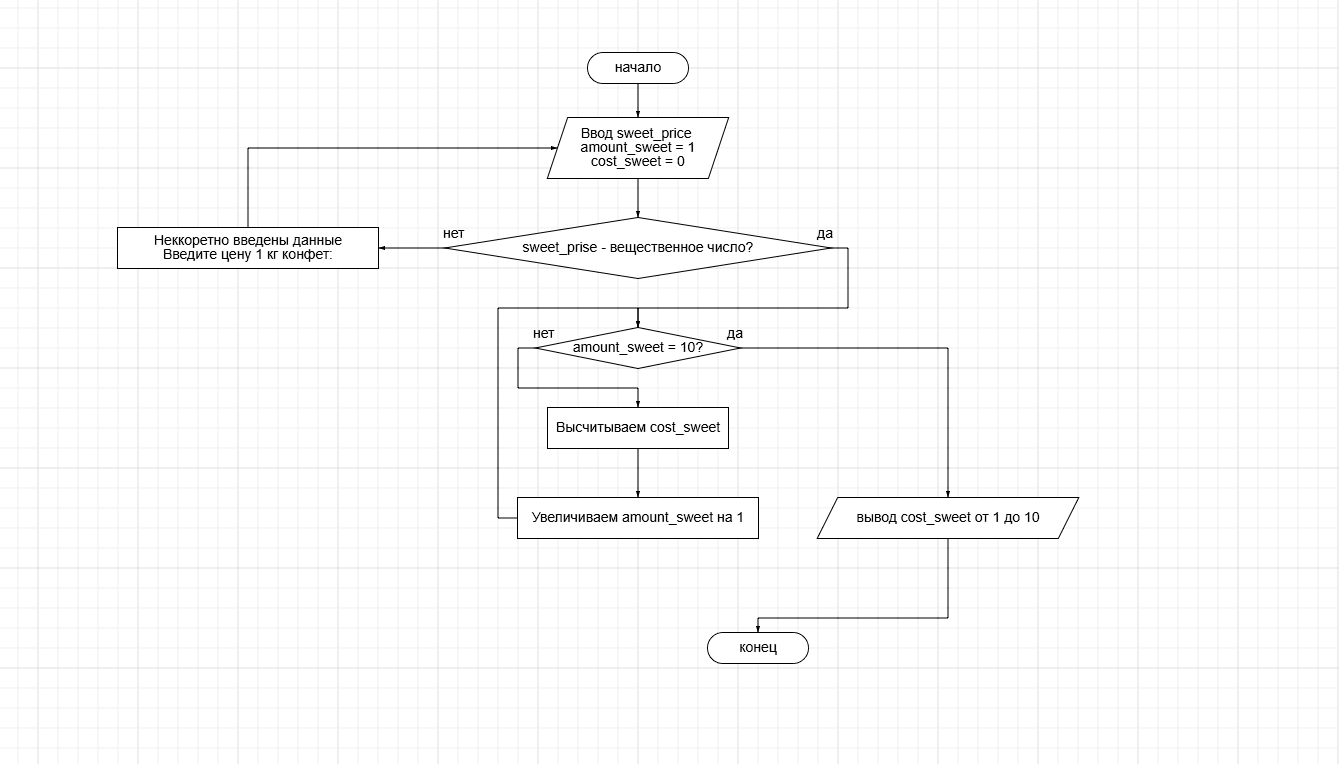 начало
Ввод sweet_price
amount_sweet = 1
cost_sweet = 0
нет
да
Неккоретно введены данные
Введите цену 1 кг конфет:
sweet_prise - вещественное число?
нет
да
amount_sweet = 10?
Высчитываем cost_sweet
Увеличиваем amount_sweet на 1
вывод cost_sweet от 1 до 10
конец